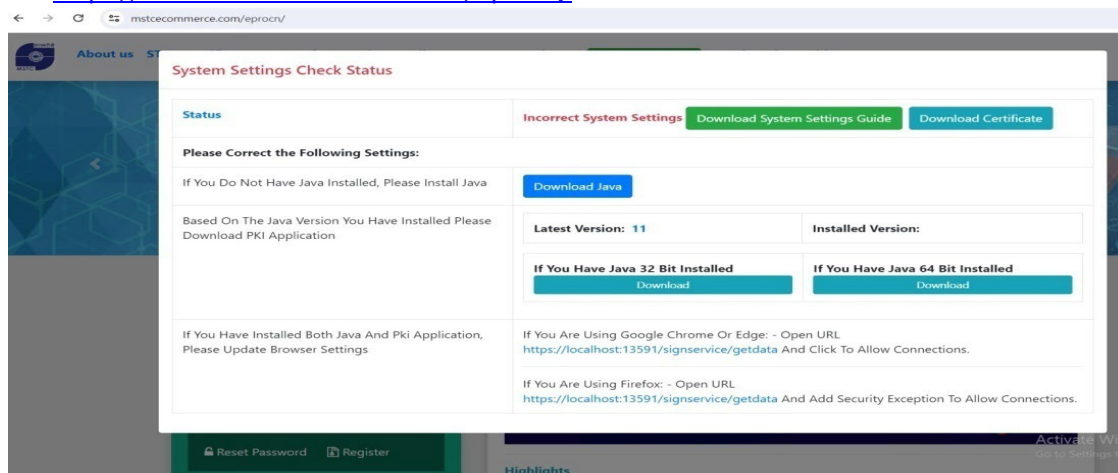 mstcecommerce.com/eprocn/
About us
System Settings Check Status
Status
Incorrect System Settings Download System Settings Guide Download Certificate
Please Correct the Following Settings:
If You Do Not Have Java Installed, Please Install Java
Download Java
Based On The Java Version You Have Installed Please
Download PKI Application
Latest Version: 11
Installed Version:
If You Have Java 32 Bit Installed
Download
If You Have Java 64 Bit Installed
Download
If You Have Installed Both Java And Pki Application,
Please Update Browser Settings
If You Are Using Google Chrome Or Edge: - Open URL
https://localhost:13591/signservice/getdata And Click To Allow Connections.
If You Are Using Firefox: - Open URL
https://localhost:13591/signservice/getdata And Add Security Exception To Allow Connections.
Reset Password Register
Highlights
Activate
Go to Settings